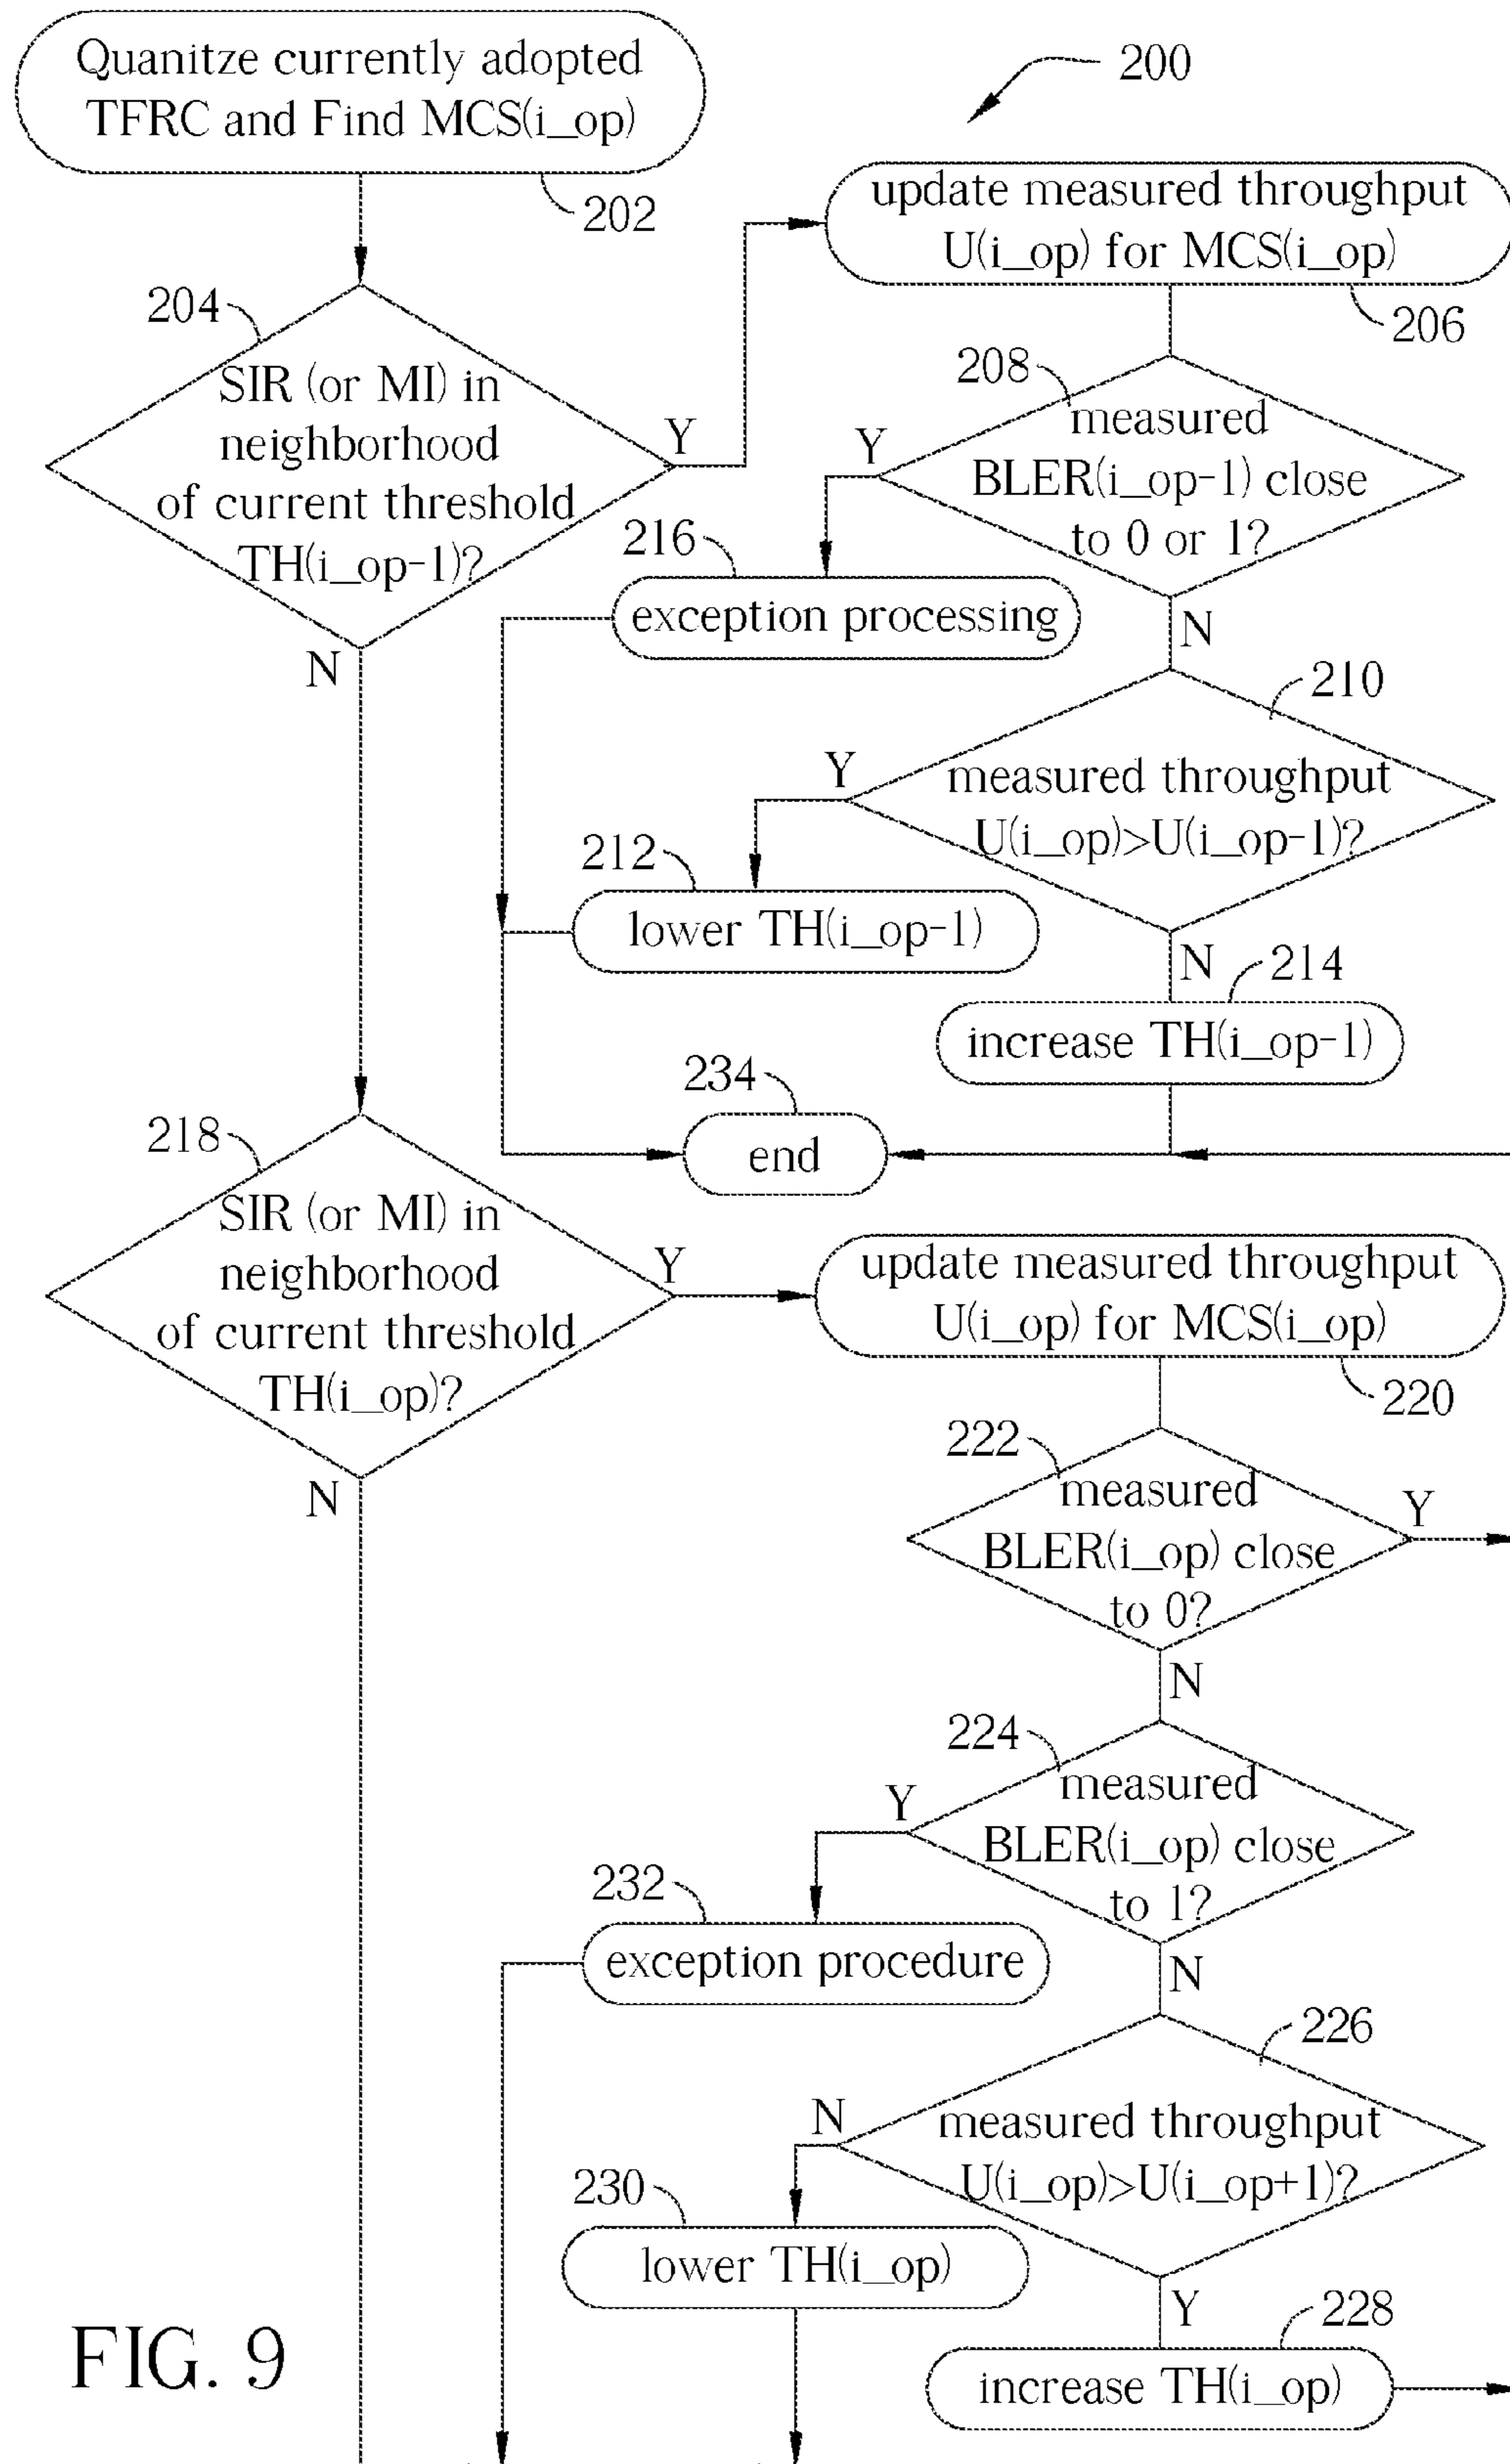 Quanitze currently adopted
TFRC and Find MCS(i_op)
202
200
204
SIR (or MI) in
neighborhood
of current threshold
TH(i_op-1)?
Y
N
update measured throughput
U(i_op) for MCS(i_op)
206
208
measured
BLER(i_op-1) close
to 0 or 1?
Y
N
216
exception processing
210
measured throughput
U(i_op)>U(i_op-1)?
Y
N
212
lower TH(i_op-1)
214
increase TH(i_op-1)
234
end
218
SIR (or MI) in
neighborhood
of current threshold
TH(i_op)?
Y
N
update measured throughput
U(i_op) for MCS(i_op)
220
222
measured
BLER(i_op) close
to 0?
Y
N
224
measured
BLER(i_op) close
to 1?
Y
N
232
exception procedure
226
measured throughput
U(i_op)>U(i_op+1)?
N
Y
230
lower TH(i_op)
228
increase TH(i_op)
FIG. 9